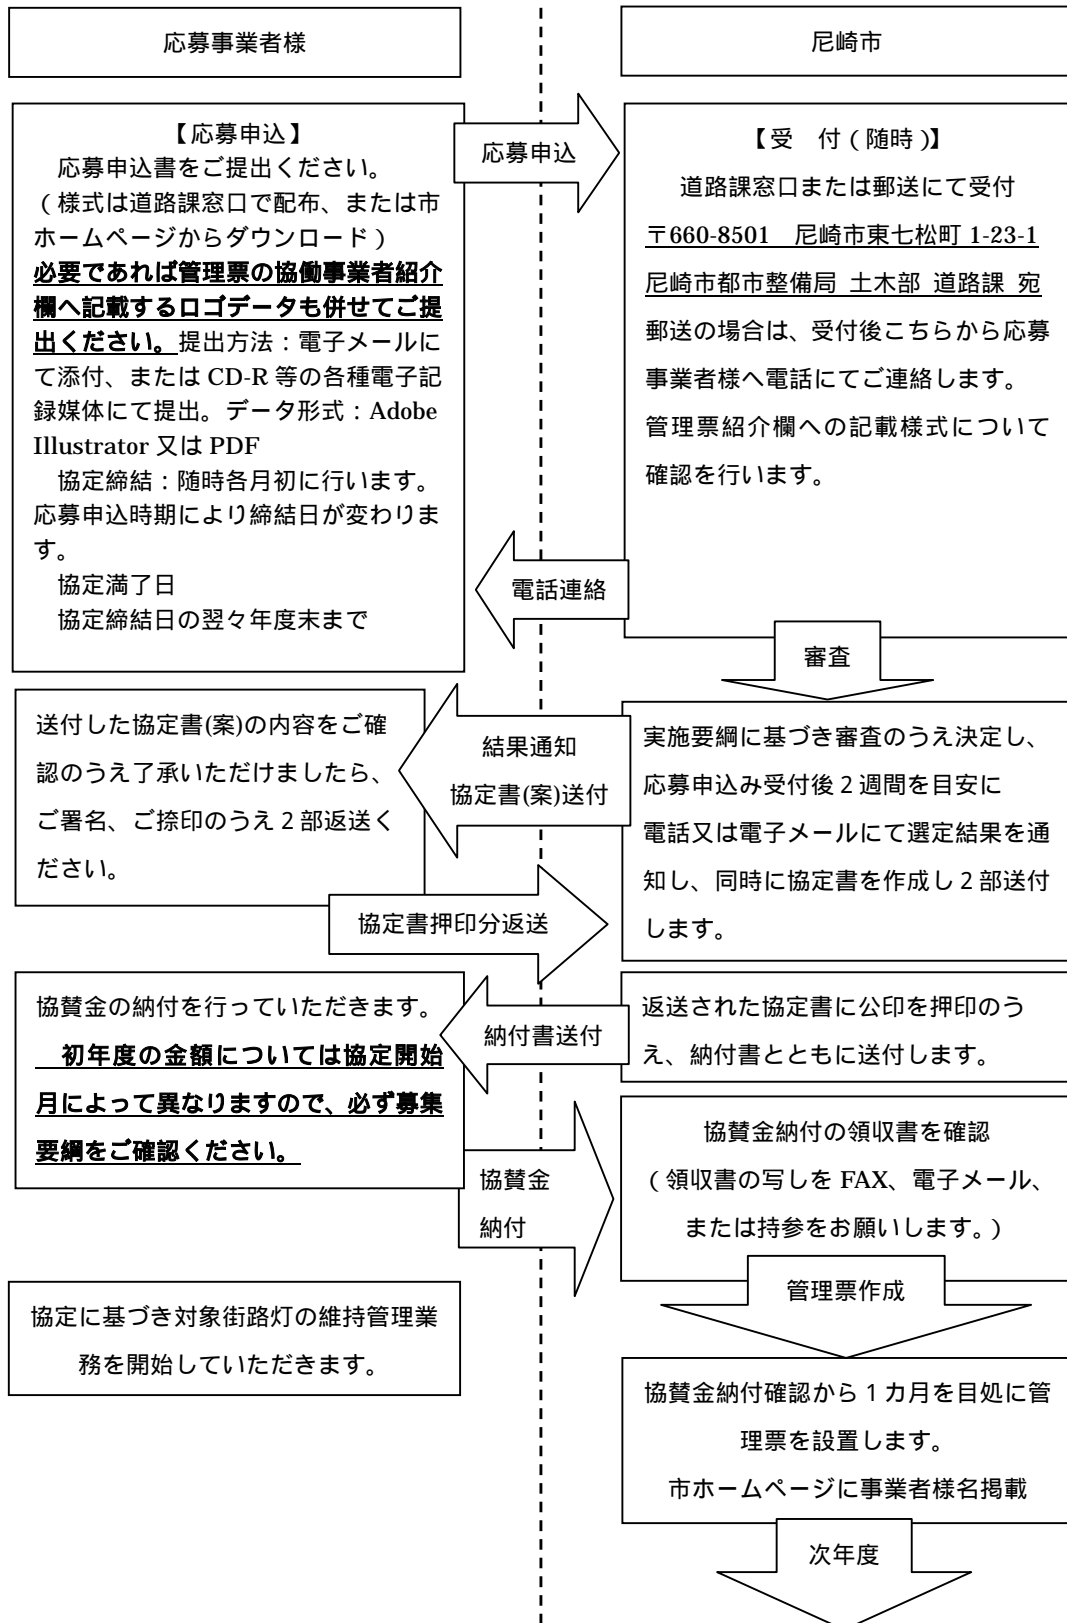 応募事業者様
尼崎市
【応募申込】
応募申込書をご提出ください。
（様式は道路課窓口で配布、または市
ホームページからダウンロード）
必要であれば管理票の協働事業者紹介
欄へ記載するロゴデータも併せてご提
出ください。提出方法：電子メールに
て添付、または CD-R 等の各種電子記
録媒体にて提出。データ形式：Adobe
Illustrator 又は PDF
協定締結：随時各月初に行います。
応募申込時期により締結日が変わりま
す。
協定満了日
協定締結日の翌々年度末まで
応募申込
【受　付（随時）】
道路課窓口または郵送にて受付
〒660-8501　尼崎市東七松町 1-23-1
尼崎市都市整備局 土木部 道路課 宛
郵送の場合は、受付後こちらから応募
事業者様へ電話にてご連絡します。
管理票紹介欄への記載様式について
確認を行います。
電話連絡
審査
実施要綱に基づき審査のうえ決定し、
応募申込み受付後２週間を目安に
電話又は電子メールにて選定結果を通
知し、同時に協定書を作成し２部送付
します。
結果通知
協定書(案)送付
送付した協定書(案)の内容をご確
認のうえ了承いただけましたら、
ご署名、ご捺印のうえ２部返送く
ださい。
協定書押印分返送
返送された協定書に公印を押印のう
え、納付書とともに送付します。
納付書送付
協賛金の納付を行っていただきます。
初年度の金額については協定開始
月によって異なりますので、必ず募集
要綱をご確認ください。
協賛金
納付
協賛金納付の領収書を確認
（領収書の写しを FAX、電子メール、
または持参をお願いします。）
管理票作成
協定に基づき対象街路灯の維持管理業
務を開始していただきます。
協賛金納付確認から１カ月を目処に管
理票を設置します。
市ホームページに事業者様名掲載
次年度